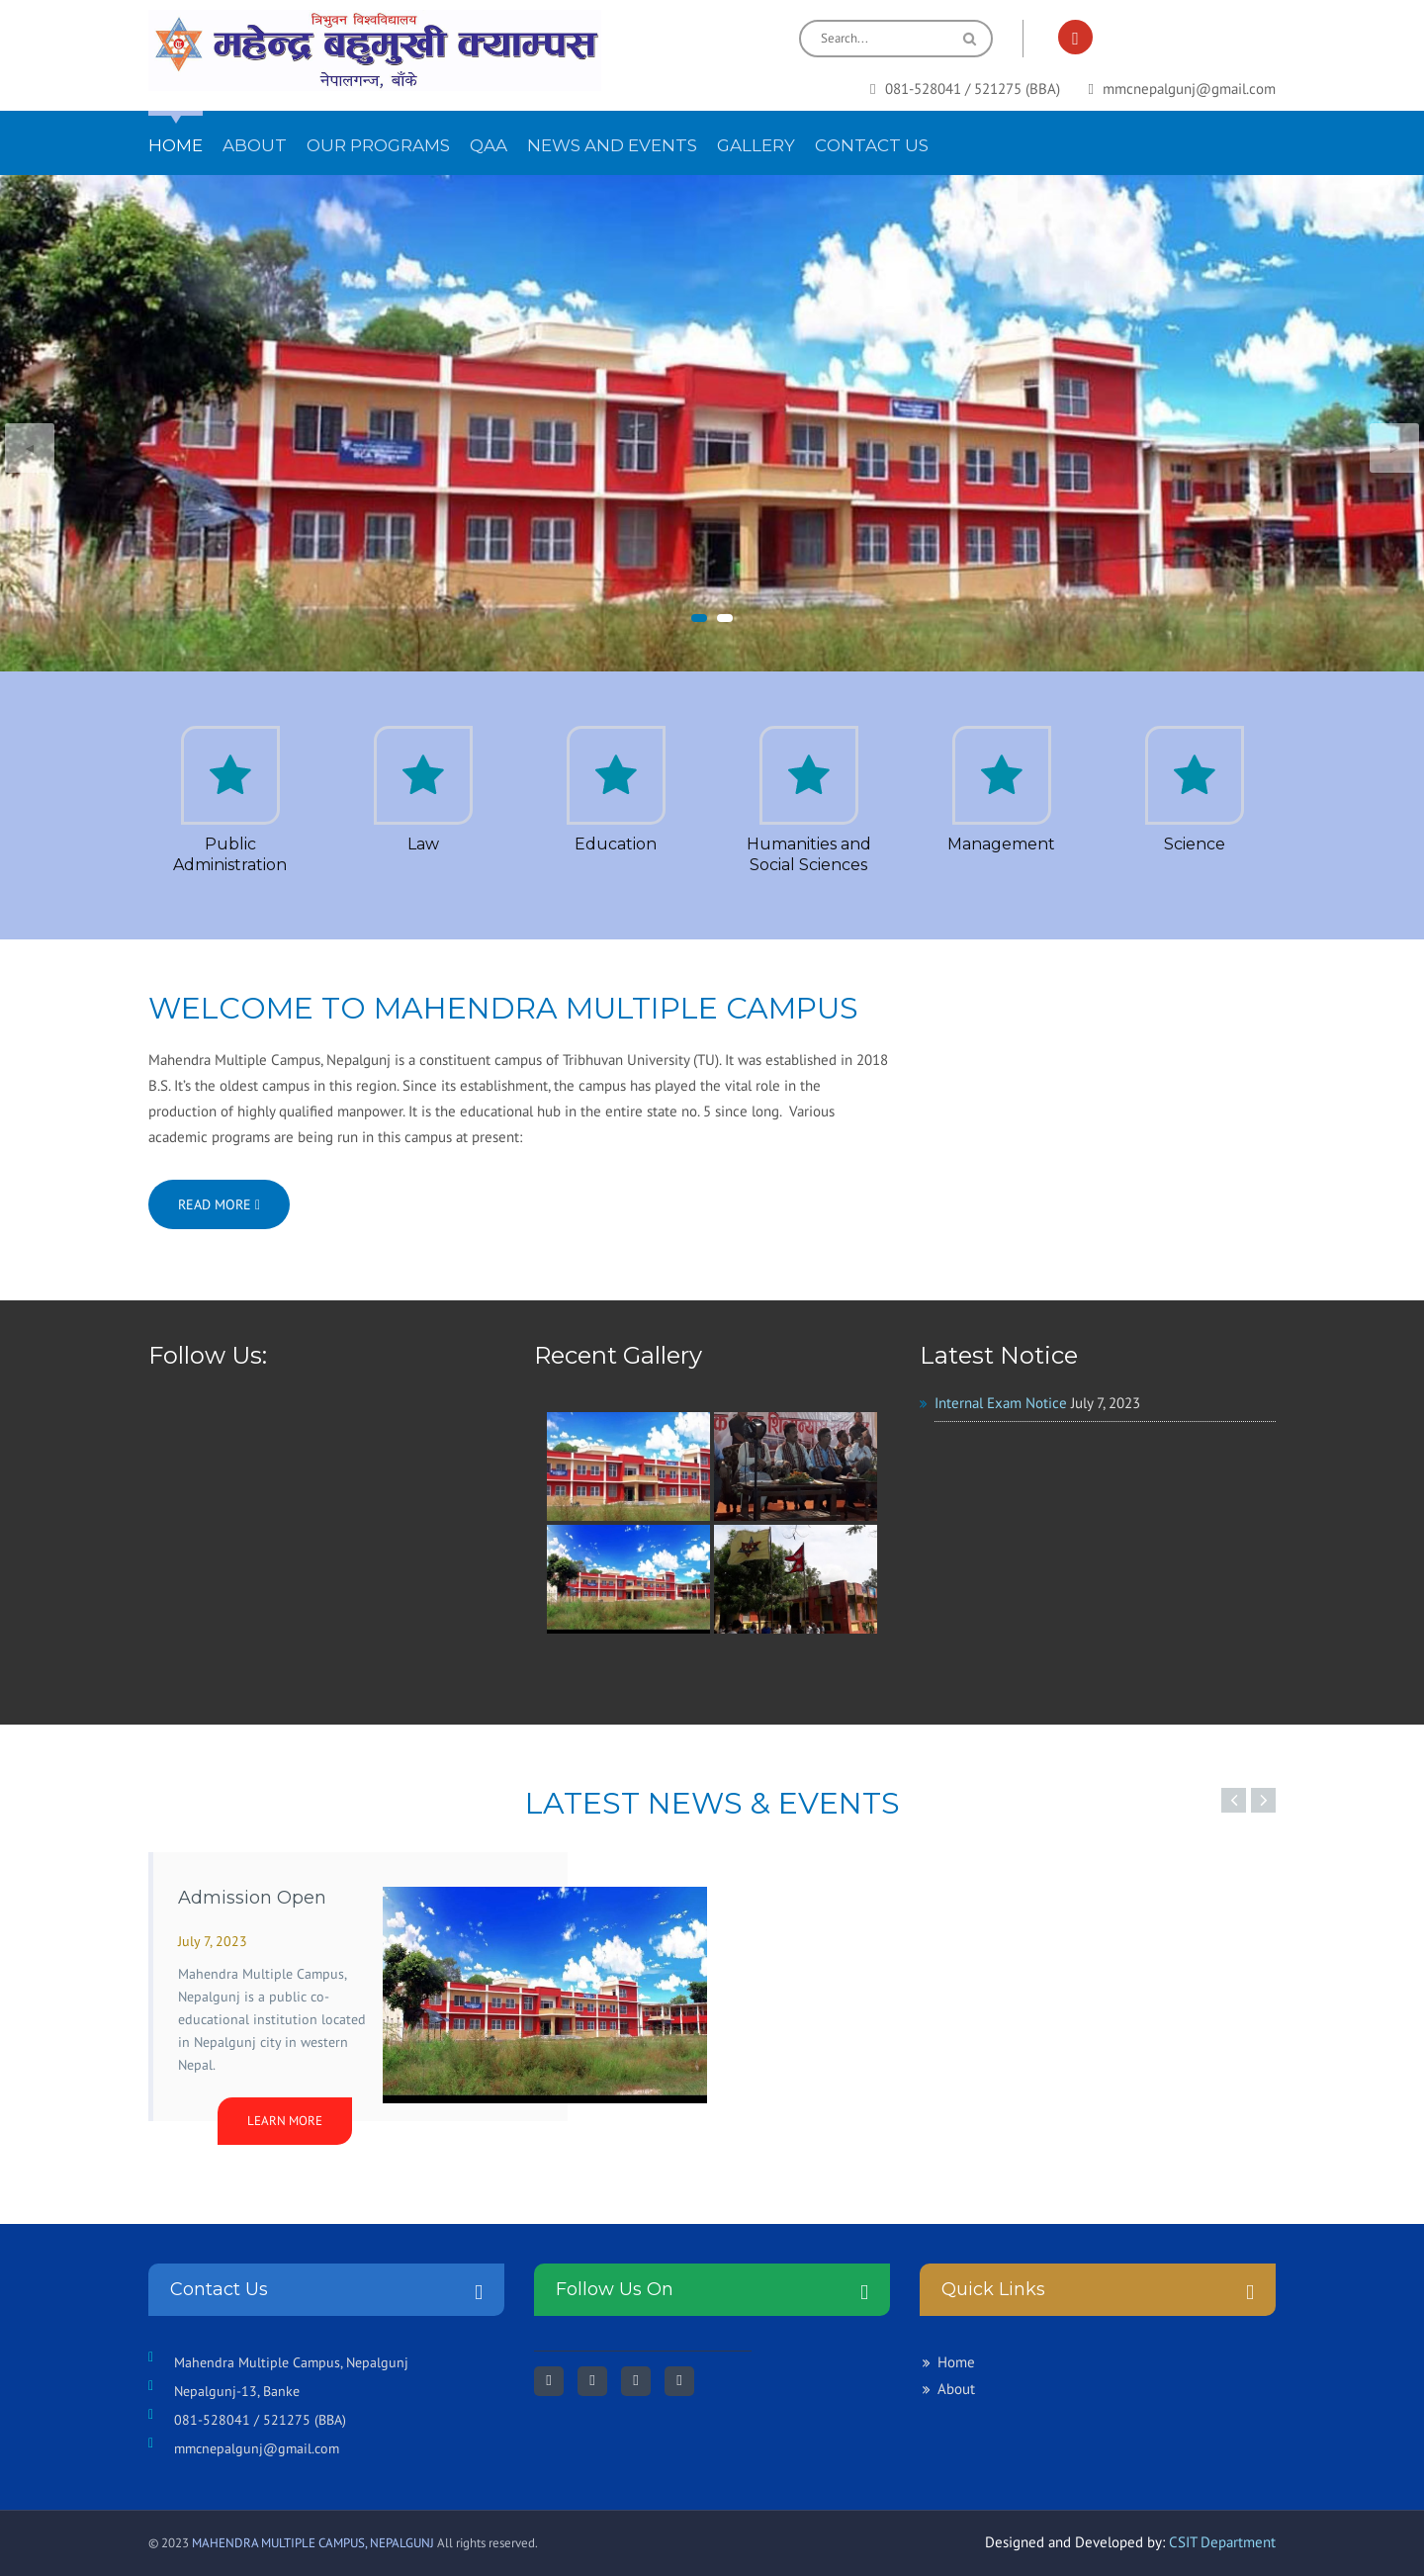 त्रिभुवन विश्वविद्यालय
महेन्द्र बहुमुखी क्याम्पस
नेपालगन्ज, बाँके
Search...
081-528041 / 521275 (BBA)
mmcnepalgunj@gmail.com
HOME ABOUT OUR PROGRAMS QAA NEWS AND EVENTS GALLERY CONTACT US
BCA Program
Public
Administration
Law
Education
Humanities and
Social Sciences
Management
Science
WELCOME TO MAHENDRA MULTIPLE CAMPUS
Mahendra Multiple Campus, Nepalgunj is a constituent campus of Tribhuvan University (TU). It was established in 2018
B.S. It’s the oldest campus in this region. Since its establishment, the campus has played the vital role in the
production of highly qualified manpower. It is the educational hub in the entire state no. 5 since long.  Various
academic programs are being run in this campus at present:
READ MORE
Follow Us:
Recent Gallery
Latest Notice
Internal Exam Notice July 7, 2023
LATEST NEWS & EVENTS
Admission Open
July 7, 2023
Mahendra Multiple Campus,
Nepalgunj is a public co-
educational institution located
in Nepalgunj city in western
Nepal.
LEARN MORE
Contact Us
Mahendra Multiple Campus, Nepalgunj
Nepalgunj-13, Banke
081-528041 / 521275 (BBA)
mmcnepalgunj@gmail.com
Follow Us On
Quick Links
Home
About
© 2023 MAHENDRA MULTIPLE CAMPUS, NEPALGUNJ All rights reserved.
Designed and Developed by: CSIT Department